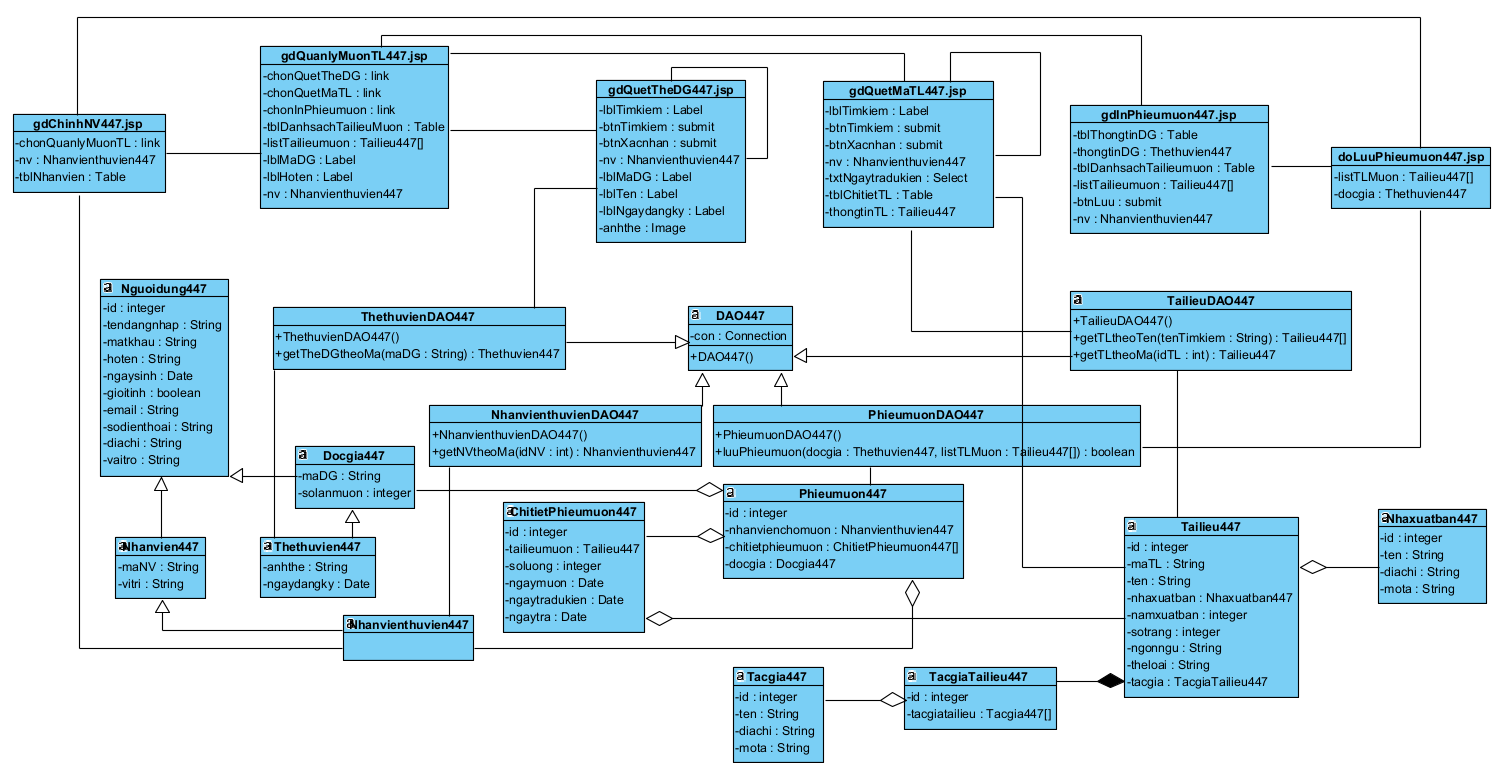 gdChinhNV447.jsp
-chonQuanlyMuonTL : link
-nv : Nhanvienthuvien447
-tblNhanvien : Table
gdQuanlyMuonTL447.jsp
-chonQuetTheDG : link
-chonQuetMaTL : link
-chonInPhieumuon : link
-tblDanhsachTailieuMuon : Table
-listTailieumuon : Tailieu447[]
-lblMaDG : Label
-lblHoten : Label
-nv : Nhanvienthuvien447
gdQuetTheDG447.jsp
-lblTimkiem : Label
-btnTimkiem : submit
-btnXacnhan : submit
-nv : Nhanvienthuvien447
-lblMaDG : Label
-lblTen : Label
-lblNgaydangky : Label
-anhthe : Image
gdQuetMaTL447.jsp
-lblTimkiem : Label
-btnTimkiem : submit
-btnXacnhan : submit
-nv : Nhanvienthuvien447
-txtNgaytradukien : Select
-tblChitietTL : Table
-thongtinTL : Tailieu447
gdInPhieumuon447.jsp
-tblThongtinDG : Table
-thongtinDG : Thethuvien447
-tblDanhsachTailieumuon : Table
-listTailieumuon : Tailieu447[]
-btnLuu : submit
-nv : Nhanvienthuvien447
doLuuPhieumuon447.jsp
-listTLMuon : Tailieu447[]
-docgia : Thethuvien447
a
Nguoidung447
-id : integer
-tendangnhap : String
-matkhau : String
-hoten : String
-ngaysinh : Date
-gioitinh : boolean
-email : String
-sodienthoai : String
-diachi : String
-vaitro : String
ThethuvienDAO447
+ThethuvienDAO447()
+getTheDGtheoMa(maDG : String) : Thethuvien447
a
DAO447
-con : Connection
+DAO447()
a
TailieuDAO447
+TailieuDAO447()
+getTLtheoTen(tenTimkiem : String) : Tailieu447[]
+getTLtheoMa(idTL : int) : Tailieu447
NhanvienthuvienDAO447
+NhanvienthuvienDAO447()
+getNVtheoMa(idNV : int) : Nhanvienthuvien447
PhieumuonDAO447
+PhieumuonDAO447()
+luuPhieumuon(docgia : Thethuvien447, listTLMuon : Tailieu447[]) : boolean
a
Docgia447
-maDG : String
-solanmuon : integer
a
Nhanvien447
-maNV : String
-vitri : String
a
Thethuvien447
-anhthe : String
-ngaydangky : Date
a
Nhanvienthuvien447
a
ChitietPhieumuon447
-id : integer
-tailieumuon : Tailieu447
-soluong : integer
-ngaymuon : Date
-ngaytradukien : Date
-ngaytra : Date
a
Phieumuon447
-id : integer
-nhanvienchomuon : Nhanvienthuvien447
-chitietphieumuon : ChitietPhieumuon447[]
-docgia : Docgia447
a
Tailieu447
-id : integer
-maTL : String
-ten : String
-nhaxuatban : Nhaxuatban447
-namxuatban : integer
-sotrang : integer
-ngonngu : String
-theloai : String
-tacgia : TacgiaTailieu447
a
Nhaxuatban447
-id : integer
-ten : String
-diachi : String
-mota : String
a
Tacgia447
-id : integer
-ten : String
-diachi : String
-mota : String
a
TacgiaTailieu447
-id : integer
-tacgiatailieu : Tacgia447[]